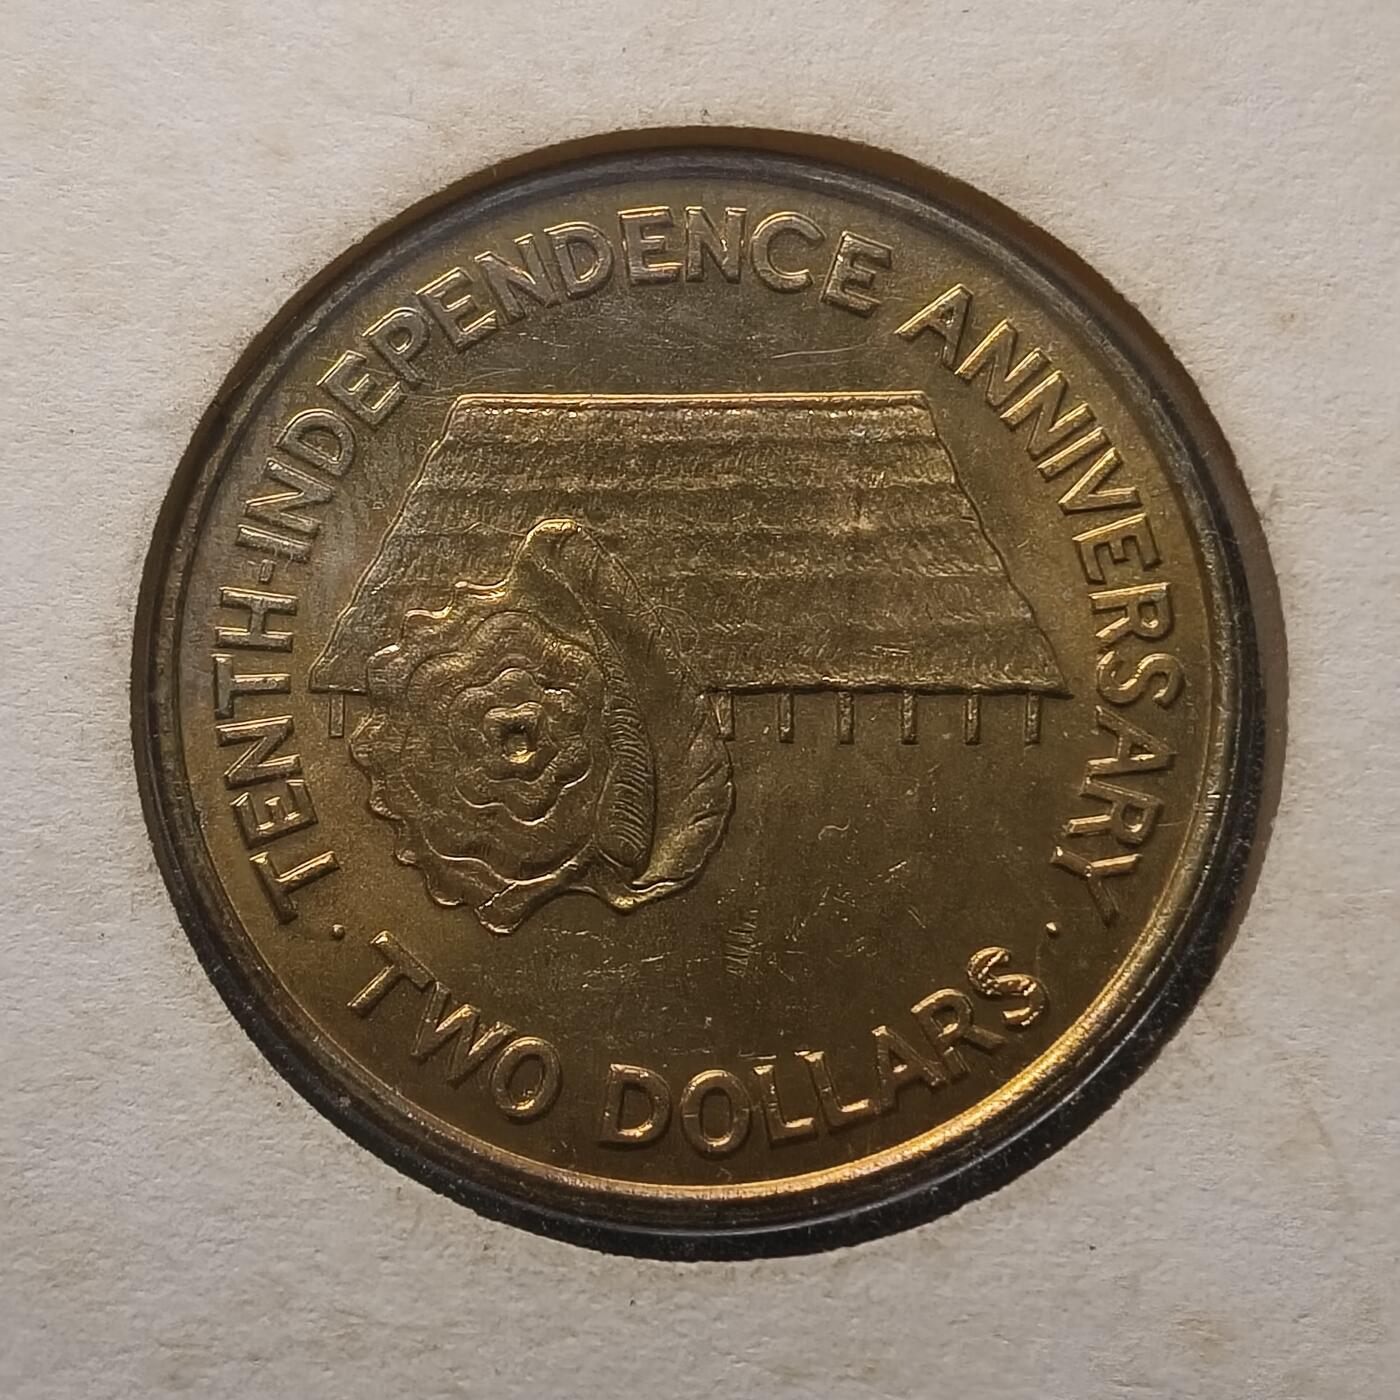 · TENTH-INDEPENDENCE ANNIVERSARY ·
TWO DOLLARS